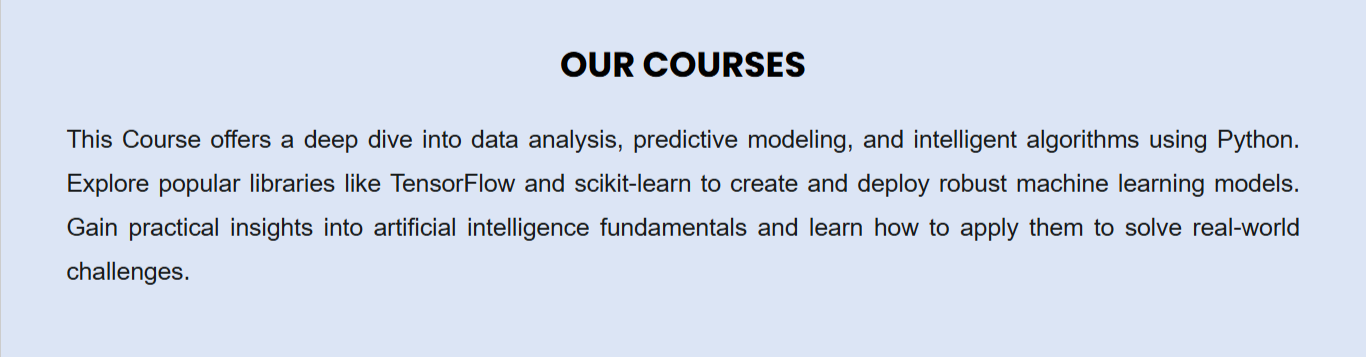 OUR COURSES
This Course offers a deep dive into data analysis, predictive modeling, and intelligent algorithms using Python.
Explore popular libraries like TensorFlow and scikit-learn to create and deploy robust machine learning models.
Gain practical insights into artificial intelligence fundamentals and learn how to apply them to solve real-world
challenges.